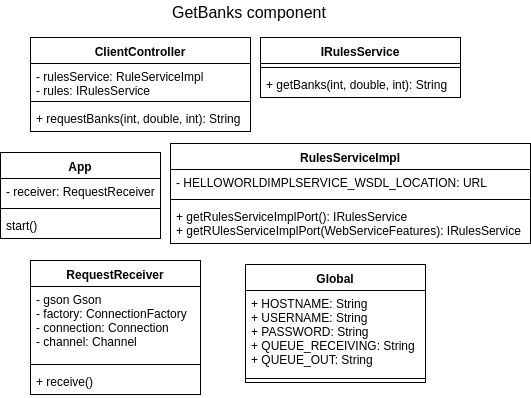 GetBanks component
ClientController
- rulesService: RuleServiceImpl
- rules: IRulesService
+ requestBanks(int, double, int): String
IRulesService
+ getBanks(int, double, int): String
App
- receiver: RequestReceiver
start()
RulesServiceImpl
- HELLOWORLDIMPLSERVICE_WSDL_LOCATION: URL
+ getRulesServiceImplPort(): IRulesService
+ getRUlesServiceImplPort(WebServiceFeatures): IRulesService
RequestReceiver
- gson Gson
- factory: ConnectionFactory
- connection: Connection
- channel: Channel
+ receive()
Global
+ HOSTNAME: String
+ USERNAME: String
+ PASSWORD: String
+ QUEUE_RECEIVING: String
+ QUEUE_OUT: String